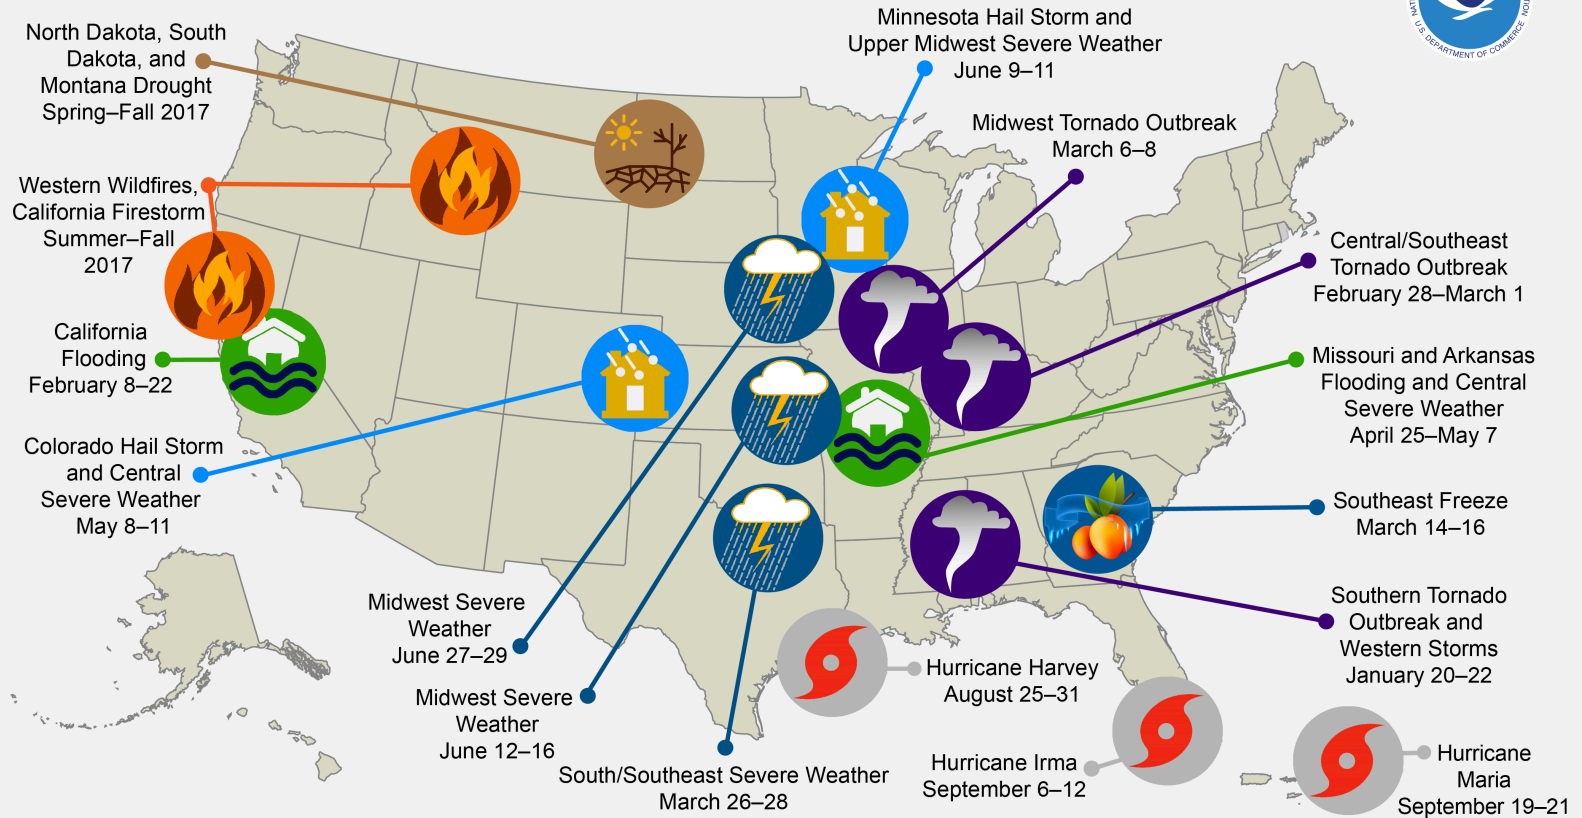 North Dakota, South
Dakota, and
Montana Drought
Spring–Fall 2017
Minnesota Hail Storm and
Upper Midwest Severe Weather
June 9–11
U.S. DEPARTMENT OF COMMERCE
Midwest Tornado Outbreak
March 6–8
Western Wildfires,
California Firestorm
Summer–Fall
2017
Central/Southeast
Tornado Outbreak
February 28–March 1
California
Flooding
February 8–22
Missouri and Arkansas
Flooding and Central
Severe Weather
April 25–May 7
Colorado Hail Storm
and Central
Severe Weather
May 8–11
Southeast Freeze
March 14–16
Midwest Severe
Weather
June 27–29
Southern Tornado
Outbreak and
Western Storms
January 20–22
Midwest Severe
Weather
June 12–16
Hurricane Harvey
August 25–31
South/Southeast Severe Weather
March 26–28
Hurricane Irma
September 6–12
Hurricane
Maria
September 19–21